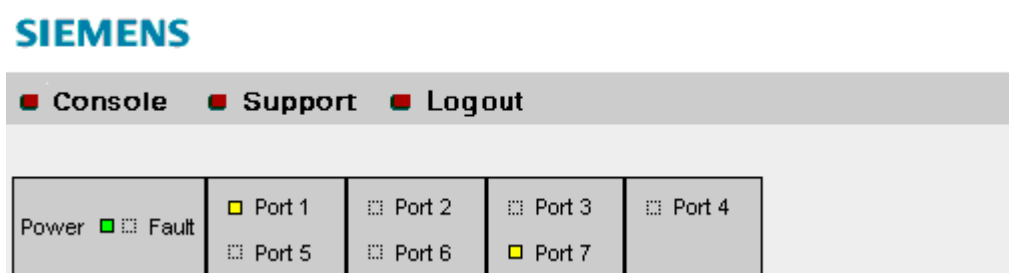 SIEMENS
Console Support Logout
Power Fault
Port 1 Port 2 Port 3 Port 4
Port 5 Port 6 Port 7